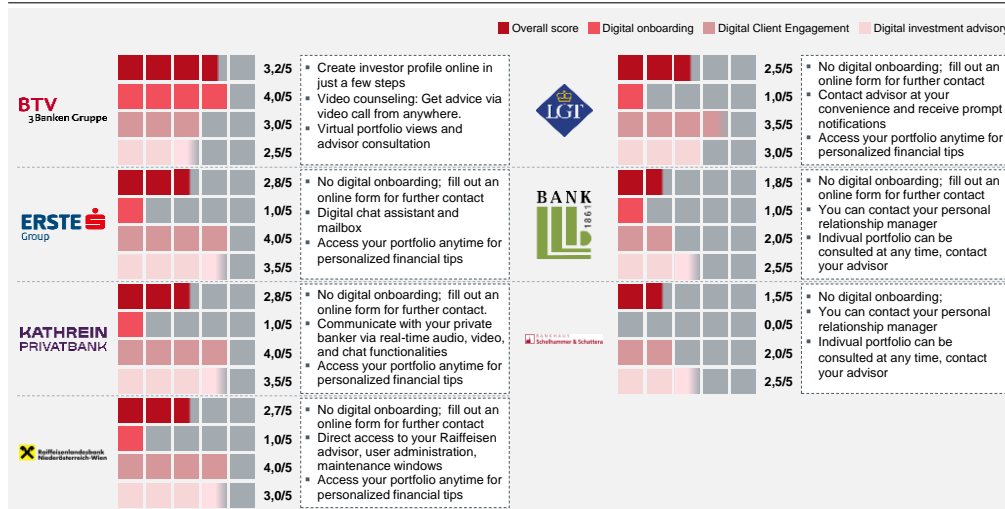 Overall score
Digital onboarding
Digital Client Engagement
Digital investment advisory
BTV
3 Banken Gruppe
3,2/5
4,0/5
3,0/5
2,5/5
▪ Create investor profile online in
just a few steps
▪ Video counseling: Get advice via
video call from anywhere.
▪ Virtual portfolio views and
advisor consultation
LGT
2,5/5
1,0/5
3,5/5
3,0/5
▪ No digital onboarding; fill out an
online form for further contact
▪ Contact advisor at your
convenience and receive prompt
notifications
▪ Access your portfolio anytime for
personalized financial tips
ERSTE
Group
2,8/5
1,0/5
4,0/5
3,5/5
▪ No digital onboarding; fill out an
online form for further contact
▪ Digital chat assistant and
mailbox
▪ Access your portfolio anytime for
personalized financial tips
BANK
LLB
1861
1,8/5
1,0/5
2,0/5
2,5/5
▪ No digital onboarding; fill out an
online form for further contact
▪ You can contact your personal
relationship manager
▪ Indivual portfolio can be
consulted at any time, contact
your advisor
KATHREIN
PRIVATBANK
2,8/5
1,0/5
4,0/5
3,5/5
▪ No digital onboarding; fill out an
online form for further contact.
▪ Communicate with your private
banker via real-time audio, video,
and chat functionalities
▪ Access your portfolio anytime for
personalized financial tips
BANKHAUS
Schelhammer & Schattera
1,5/5
0,0/5
2,0/5
2,5/5
▪ No digital onboarding;
▪ You can contact your personal
relationship manager
▪ Indivual portfolio can be
consulted at any time, contact
your advisor
Raiffeisenlandesbank
Niederösterreich-Wien
2,7/5
1,0/5
4,0/5
3,0/5
▪ No digital onboarding; fill out an
online form for further contact
▪ Direct access to your Raiffeisen
advisor, user administration,
maintenance windows
▪ Access your portfolio anytime for
personalized financial tips